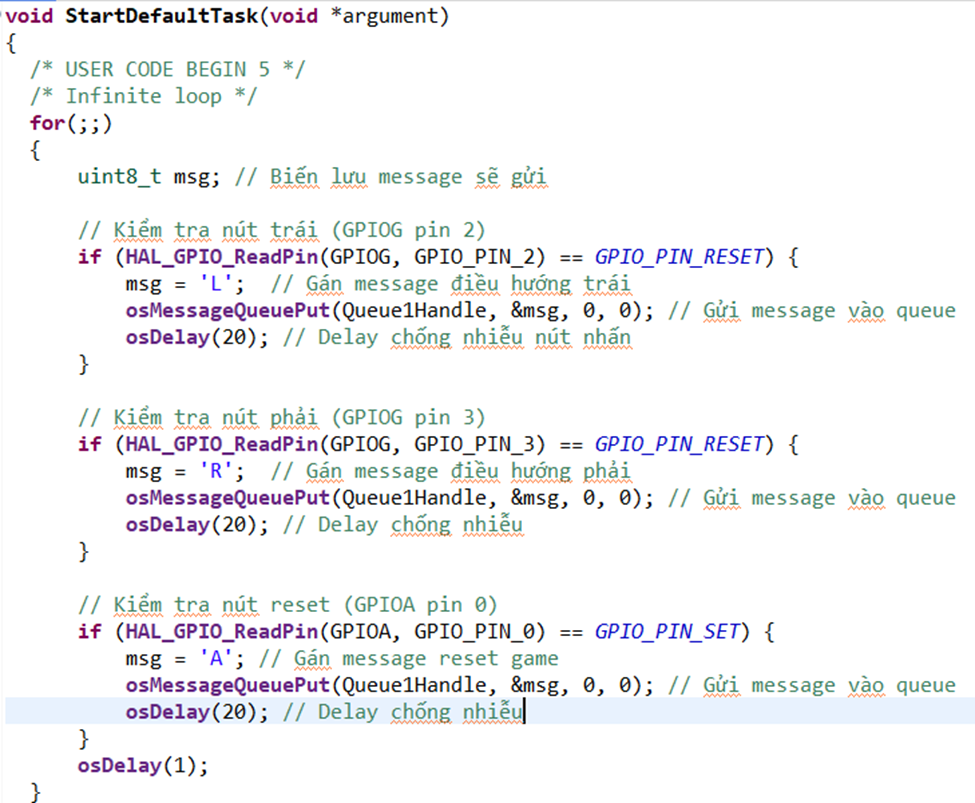 void StartDefaultTask(void *argument)
{
  /* USER CODE BEGIN 5 */
  /* Infinite loop */
  for(;;)
  {
      uint8_t msg; // Biến lưu message sẽ gửi

      // Kiểm tra nút trái (GPIOG pin 2)
      if (HAL_GPIO_ReadPin(GPIOG, GPIO_PIN_2) == GPIO_PIN_RESET) {
          msg = 'L';  // Gán message điều hướng trái
          osMessageQueuePut(Queue1Handle, &msg, 0, 0); // Gửi message vào queue
          osDelay(20); // Delay chống nhiễu nút nhấn
      }

      // Kiểm tra nút phải (GPIOG pin 3)
      if (HAL_GPIO_ReadPin(GPIOG, GPIO_PIN_3) == GPIO_PIN_RESET) {
          msg = 'R';  // Gán message điều hướng phải
          osMessageQueuePut(Queue1Handle, &msg, 0, 0); // Gửi message vào queue
          osDelay(20); // Delay chống nhiễu
      }

      // Kiểm tra nút reset (GPIOA pin 0)
      if (HAL_GPIO_ReadPin(GPIOA, GPIO_PIN_0) == GPIO_PIN_SET) {
          msg = 'A'; // Gán message reset game
          osMessageQueuePut(Queue1Handle, &msg, 0, 0); // Gửi message vào queue
          osDelay(20); // Delay chống nhiễu
      }
      osDelay(1);
  }